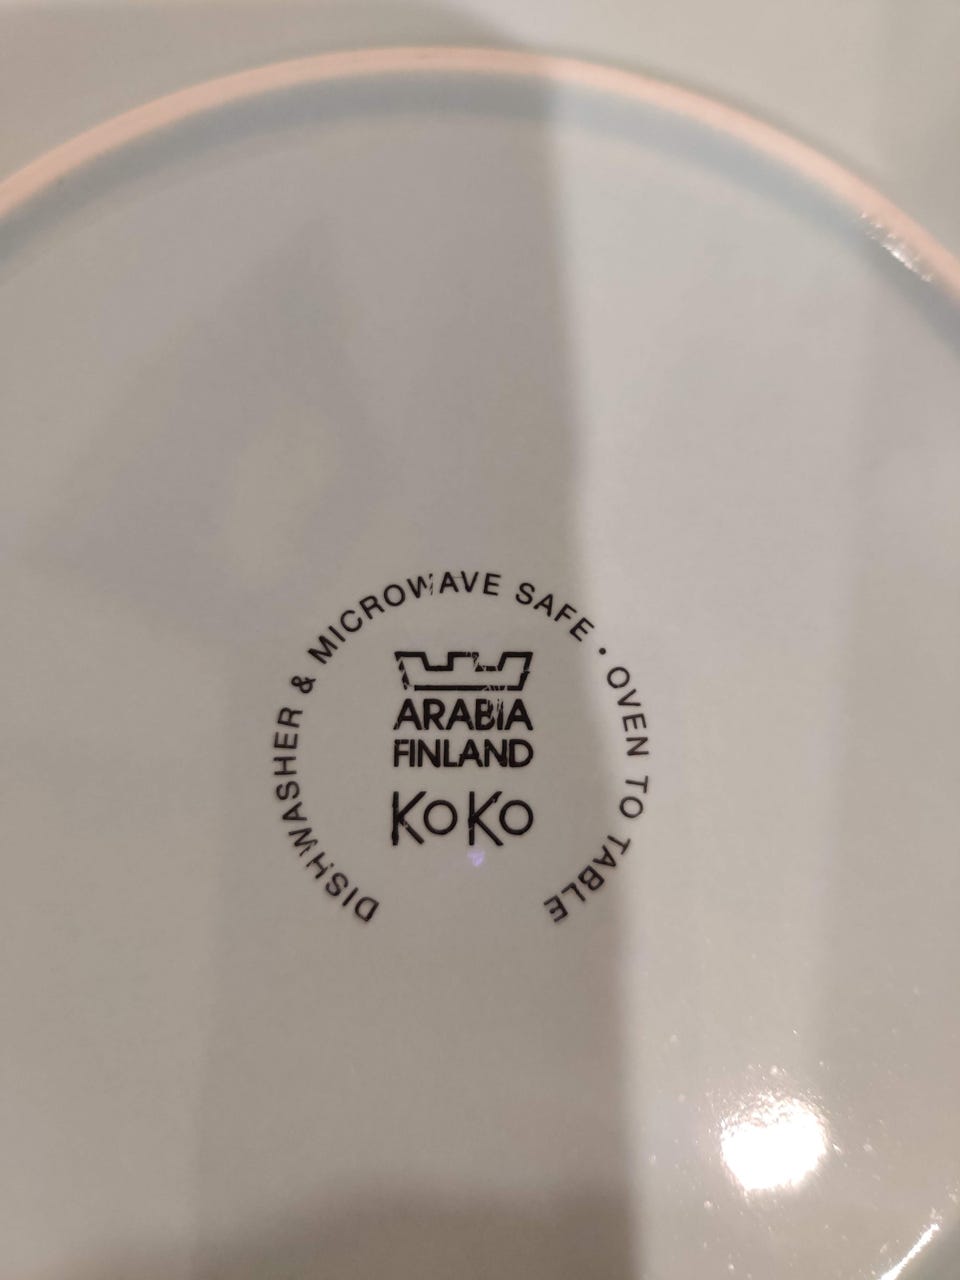 DISHWASHER & MICROWAVE SAFE • OVEN TO TABLE
ARABIA
FINLAND
KoKo